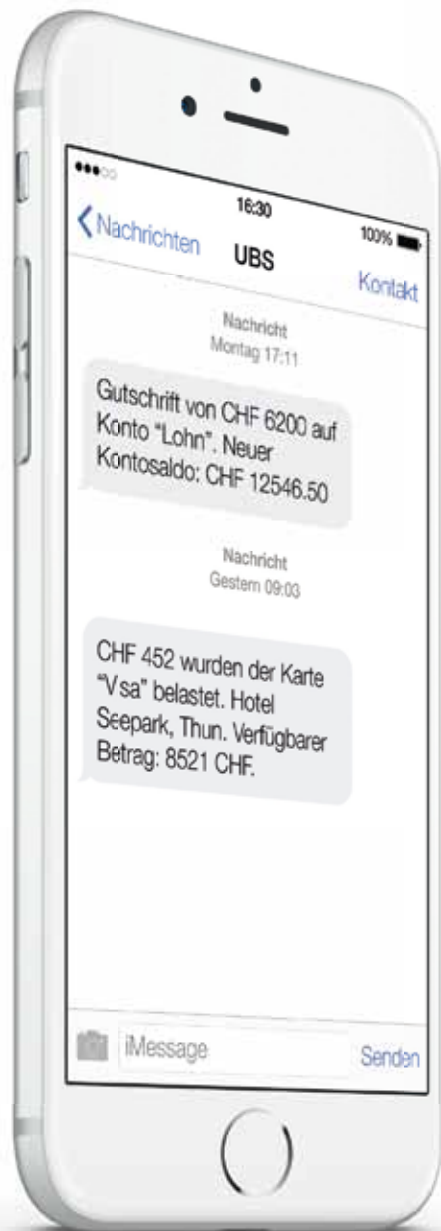 16:30
100%
Nachrichten
UBS
Kontakt
Nachricht
Montag 17:11
Gutschrift von CHF 6200 auf
Konto “Lohn”. Neuer
Kontosaldo: CHF 12546.50
Nachricht
Gestern 09:03
CHF 452 wurden der Karte
“V sa” belastet. Hotel
Seepark, Thun. Verfügbarer
Betrag: 8521 CHF.
iMessage
Senden